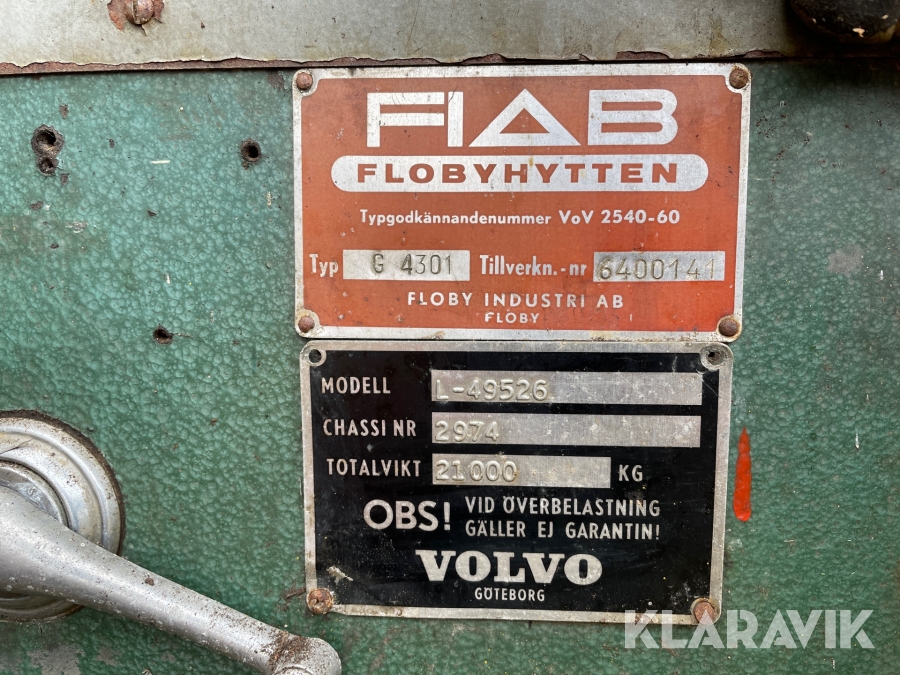 FIAB
FLOBYHYTTEN
Typgodkännandenummer VoV 2540-60
Typ G 4301 Tillverkn.-nr 6400141
FLOBY INDUSTRI AB
FLOBY
MODELL L-49526
CHASSI NR 2974
TOTALVIKT 21000 KG
OBS! VID ÖVERBELASTNING
GÄLLER EJ GARANTIN!
VOLVO
GÖTEBORG
KLARAVIK